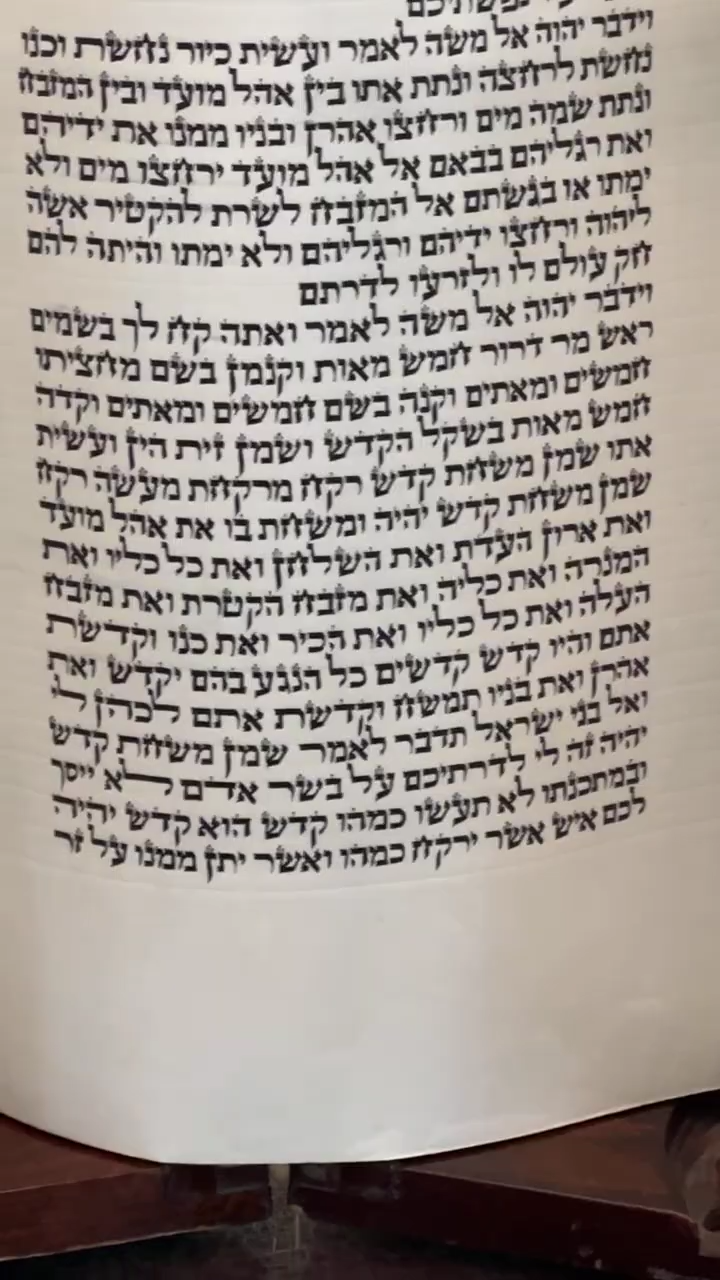 נפשתיכם
וידבר יהוה אל משה לאמר ועשית כיור נחשת וכנו
נחשת לרחצה ונתת אתו בין אהל מועד ובין המזבח
ונתת שמה מים ורחצו אהרן ובניו ממנו את ידיהם
ואת רגליהם בבאם אל אהל מועד ירחצו מים ולא
ימתו או בגשתם אל המזבח לשרת להקטיר אשה
ליהוה ורחצו ידיהם ורגליהם ולא ימתו והיתה להם
חק עולם לו ולזרעו לדרתם
וידבר יהוה אל משה לאמר ואתה קח לך בשמים
ראש מר דרור חמש מאות וקנמן בשם מחציתו
חמשים ומאתים וקנה בשם חמשים ומאתים וקדה
חמש מאות בשקל הקדש ושמן זית הין ועשית
אתו שמן משחת קדש רקח מרקחת מעשה רקח
שמן משחת קדש יהיה ומשחת בו את אהל מועד
ואת ארון העדת ואת השלחן ואת כל כליו ואת
המנרה ואת כליה ואת מזבח הקטרת ואת מזבח
העלה ואת כל כליו ואת הכיר ואת כנו וקדשת
אתם והיו קדש קדשים כל הנגע בהם יקדש ואת
אהרן ואת בניו תמשח וקדשת אתם לכהן לי
ואל בני ישראל תדבר לאמר שמן משחת קדש
יהיה זה לי לדרתיכם על בשר אדם לא ייסך
ובמתכנתו לא תעשו כמהו קדש הוא קדש יהיה
לכם איש אשר ירקח כמהו ואשר יתן ממנו על זר